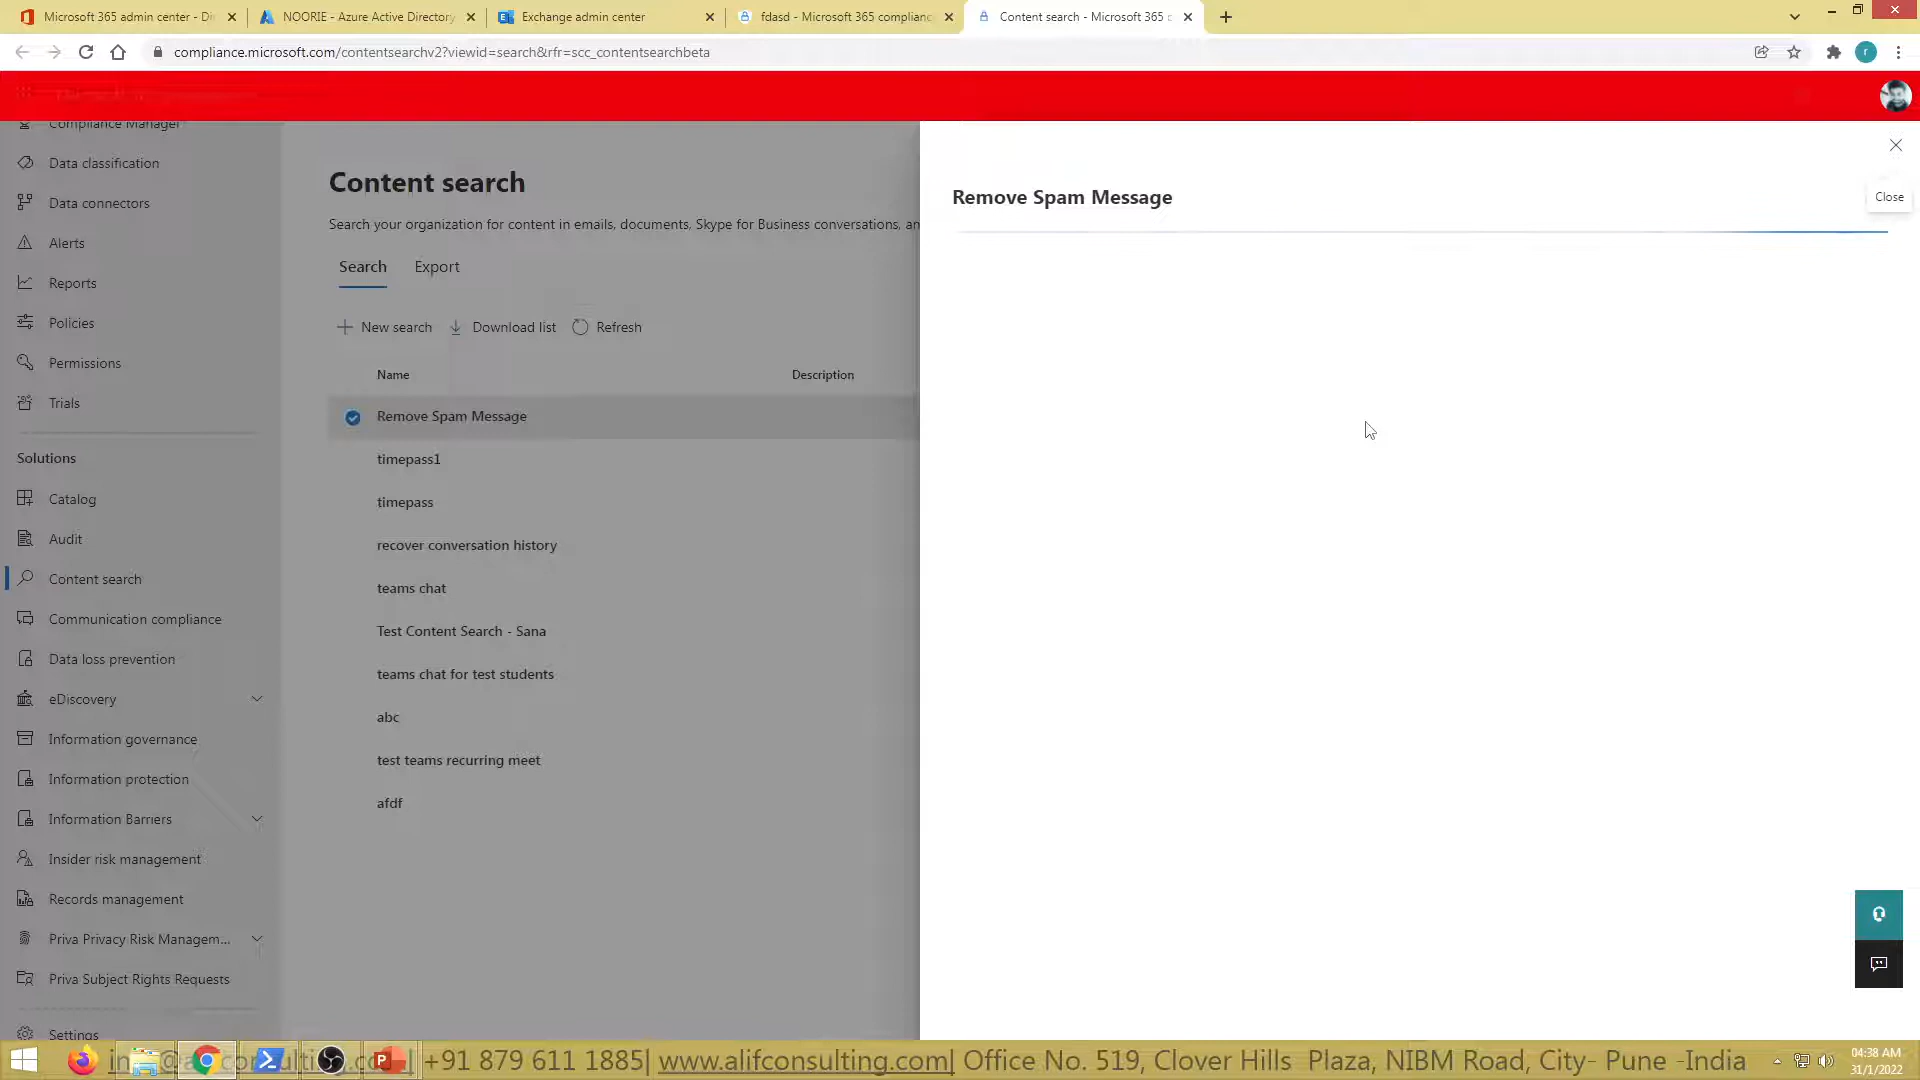 Microsoft 365 admin center - Di
NOORIE - Azure Active Directory
Exchange admin center
fdasd - Microsoft 365 complianc
Content search - Microsoft 365 c
compliance.microsoft.com/contentsearchv2?viewid=search&rfr=scc_contentsearchbeta
r
Compliance Manager
Data classification
Data connectors
Alerts
Reports
Policies
Permissions
Trials
Solutions
Catalog
Audit
Content search
Communication compliance
Data loss prevention
eDiscovery
Information governance
Information protection
Information Barriers
Insider risk management
Records management
Priva Privacy Risk Managem...
Priva Subject Rights Requests
Settings
Content search
Search your organization for content in emails, documents, Skype for Business conversations, an
Search
Export
New search
Download list
Refresh
Name
Description
Remove Spam Message
timepass1
timepass
recover conversation history
teams chat
Test Content Search - Sana
teams chat for test students
abc
test teams recurring meet
afdf
Remove Spam Message
Close
+91 879 611 1885| www.alifconsulting.com| Office No. 519, Clover Hills Plaza, NIBM Road, City- Pune -India
04:38 AM
31/1/2022